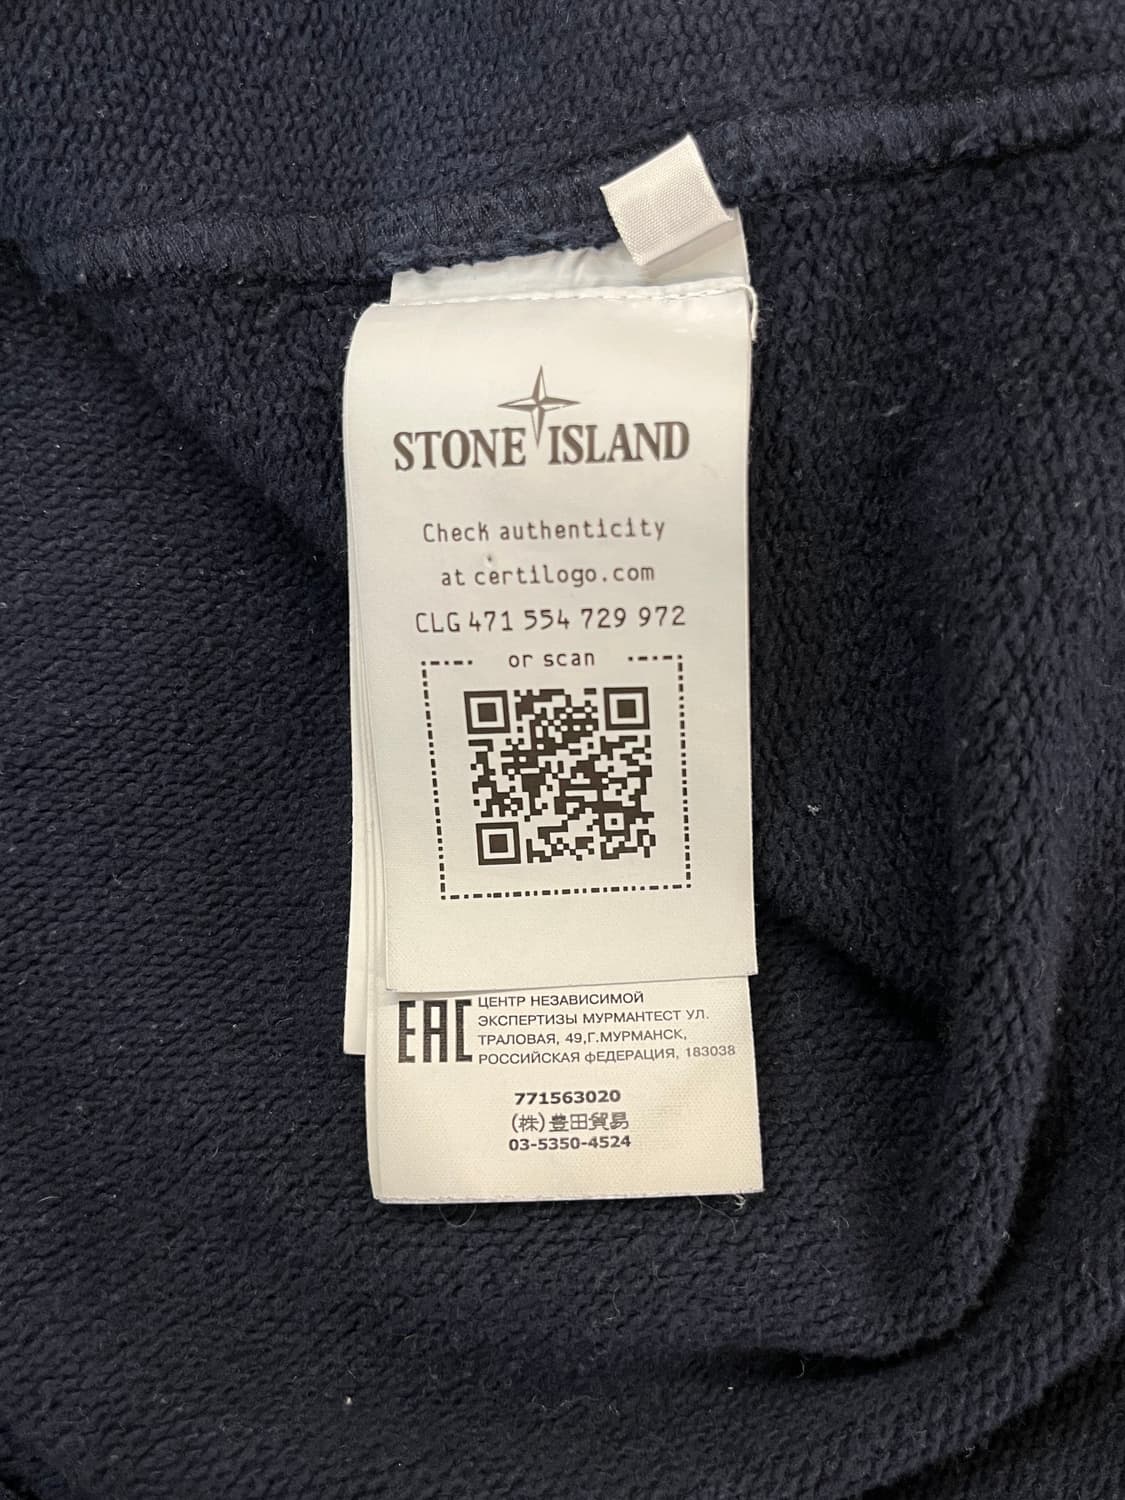 STONE ISLAND
Check authenticity
at certilogo.com
CLG 471 554 729 972
or scan
EAC
ЦЕНТР НЕЗАВИСИМОЙ
ЭКСПЕРТИЗЫ МУРМАНТЕСТ УЛ.
ТРАЛОВАЯ, 49,Г.МУРМАНСК,
РОССИЙСКАЯ фЕДЕРАЦИЯ, 183038
771563020
(株)豊田貿易
03-5350-4524